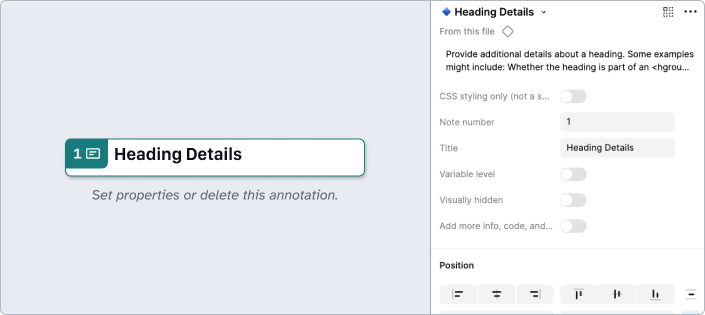 1 Heading Details
Set properties or delete this annotation.
Heading Details
From this file
Provide additional details about a heading. Some examples
might include: Whether the heading is part of an <hgrou...
CSS styling only (not a s...
Note number 1
Title Heading Details
Variable level
Visually hidden
Add more info, code, and...
Position